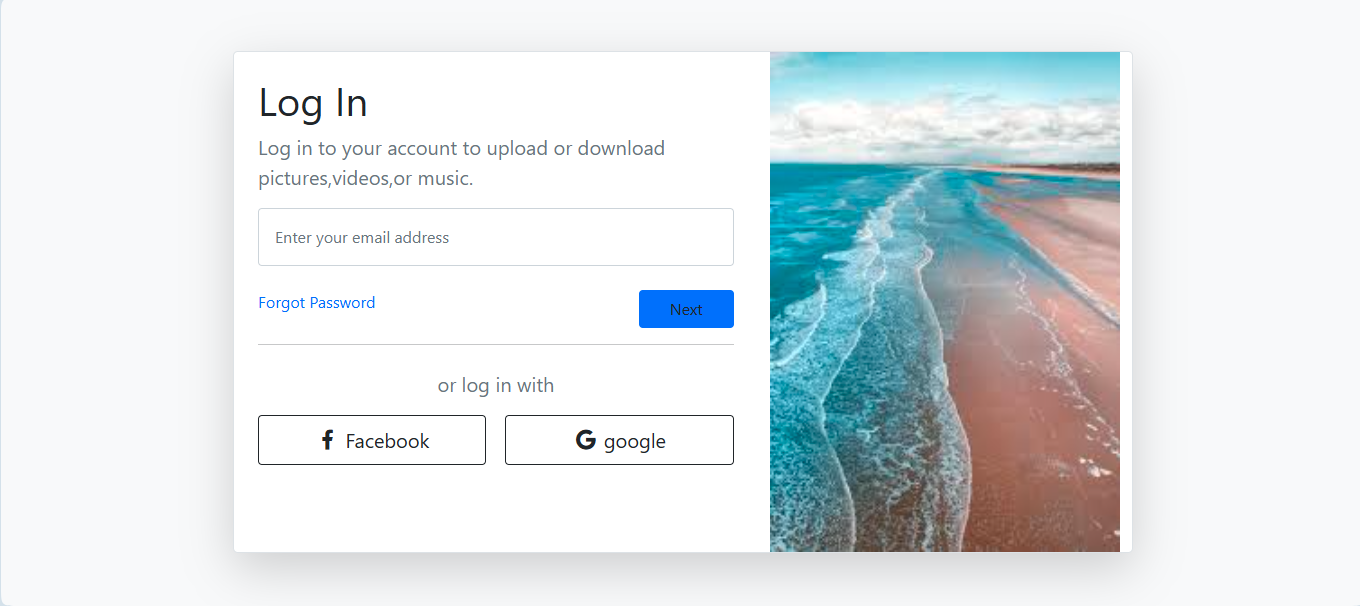 Log In
Log in to your account to upload or download
pictures,videos,or music.
Enter your email address
Forgot Password
Next
or log in with
Facebook
google